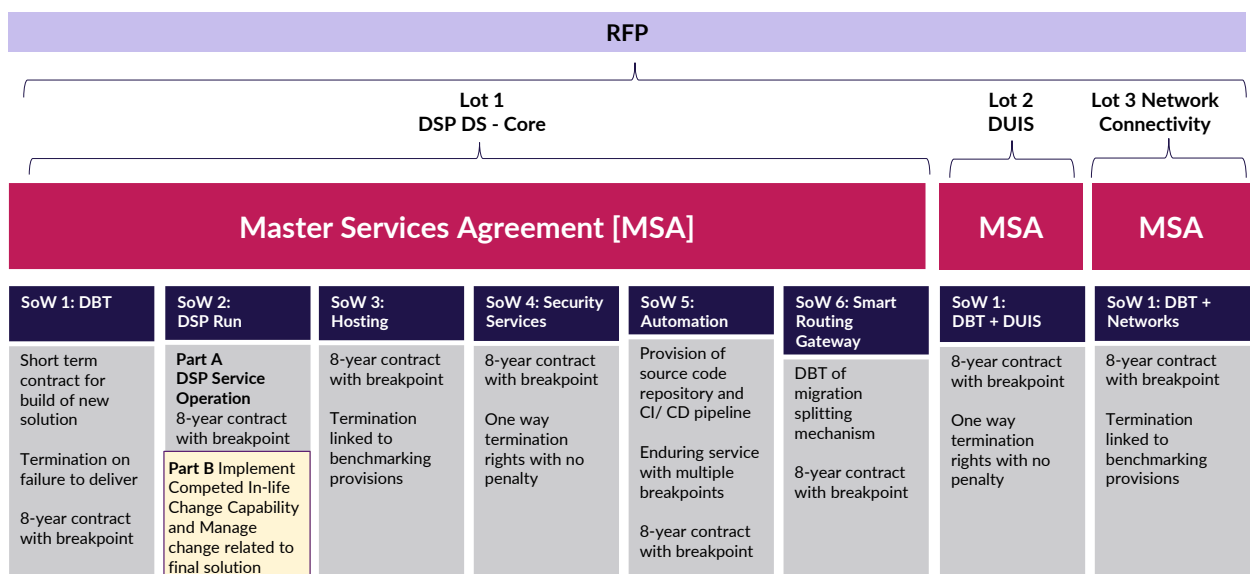 RFP
Lot 1
DSP DS - Core
Lot 2
DUIS
Lot 3 Network
Connectivity
Master Services Agreement [MSA]
MSA
MSA
SoW 1: DBT
Short term
contract for
build of new
solution
Termination on
failure to deliver
8-year contract
with breakpoint
SoW 2:
DSP Run
Part A
DSP Service
Operation
8-year contract
with breakpoint
Part B Implement
Competed In-life
Change Capability
and Manage
change related to
final solution
SoW 3:
Hosting
8-year contract
with breakpoint
Termination
linked to
benchmarking
provisions
SoW 4: Security
Services
8-year contract
with breakpoint
One way
termination
rights with no
penalty
SoW 5:
Automation
Provision of
source code
repository and
CI/ CD pipeline
Enduring service
with multiple
breakpoints
8-year contract
with breakpoint
SoW 6: Smart
Routing
Gateway
DBT of
migration
splitting
mechanism
8-year contract
with breakpoint
SoW 1:
DBT + DUIS
8-year contract
with breakpoint
One way
termination
rights with no
penalty
SoW 1: DBT +
Networks
8-year contract
with breakpoint
Termination
linked to
benchmarking
provisions